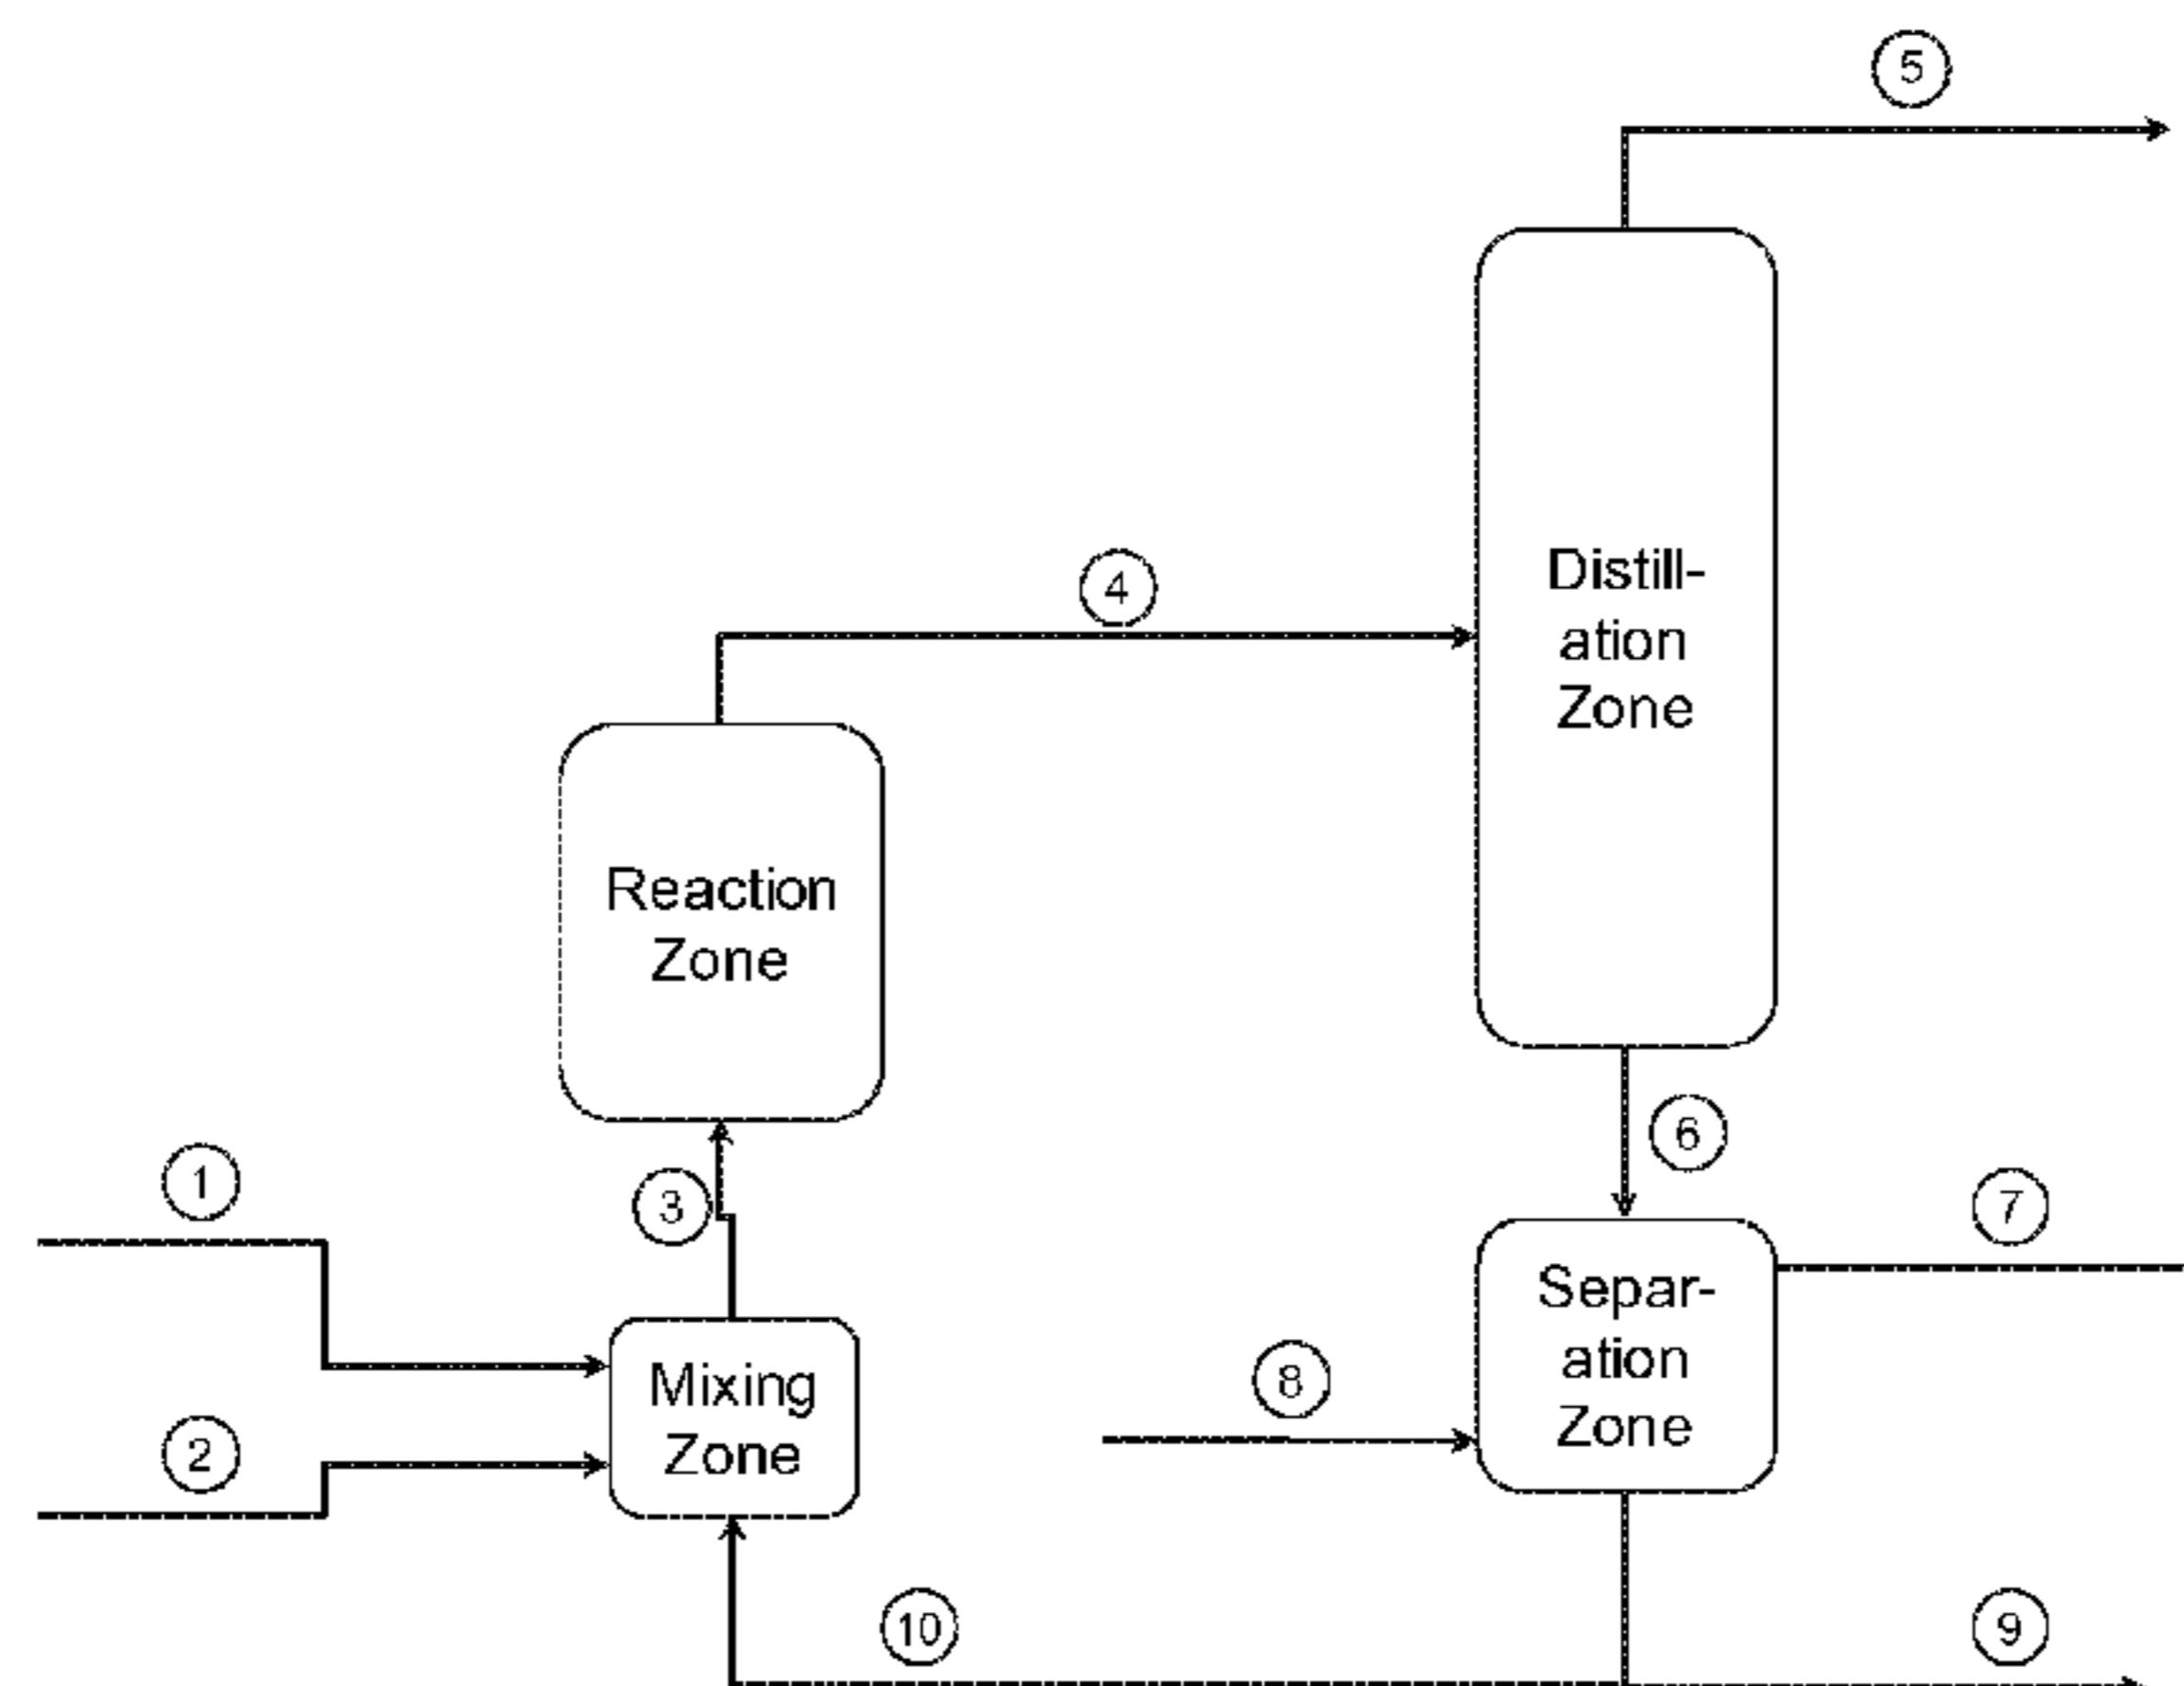 5
4
Distill-
ation
Zone
Reaction
Zone
6
1
3
7
Separ-
ation
Zone
Mixing
Zone
8
2
10
9